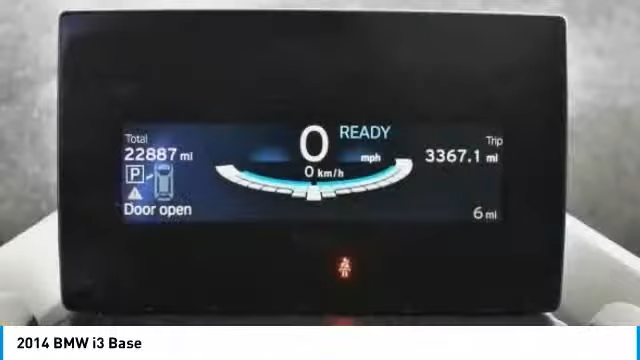 Total
22887 mi
P
Door open
0 READY
mph
0 km/h
Trip
3367.1 mi
6 mi
2014 BMW i3 Base